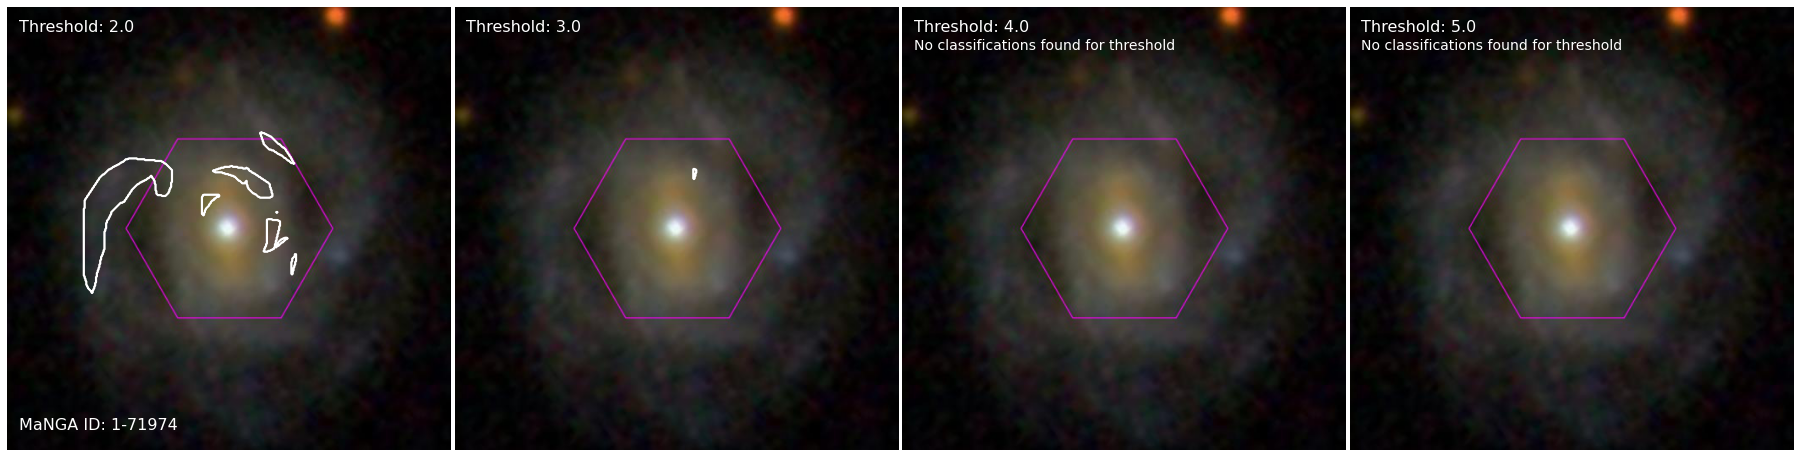 Threshold: 2.0
MaNGA ID: 1-71974
Threshold: 3.0
Threshold: 4.0
No classifications found for threshold
Threshold: 5.0
No classifications found for threshold